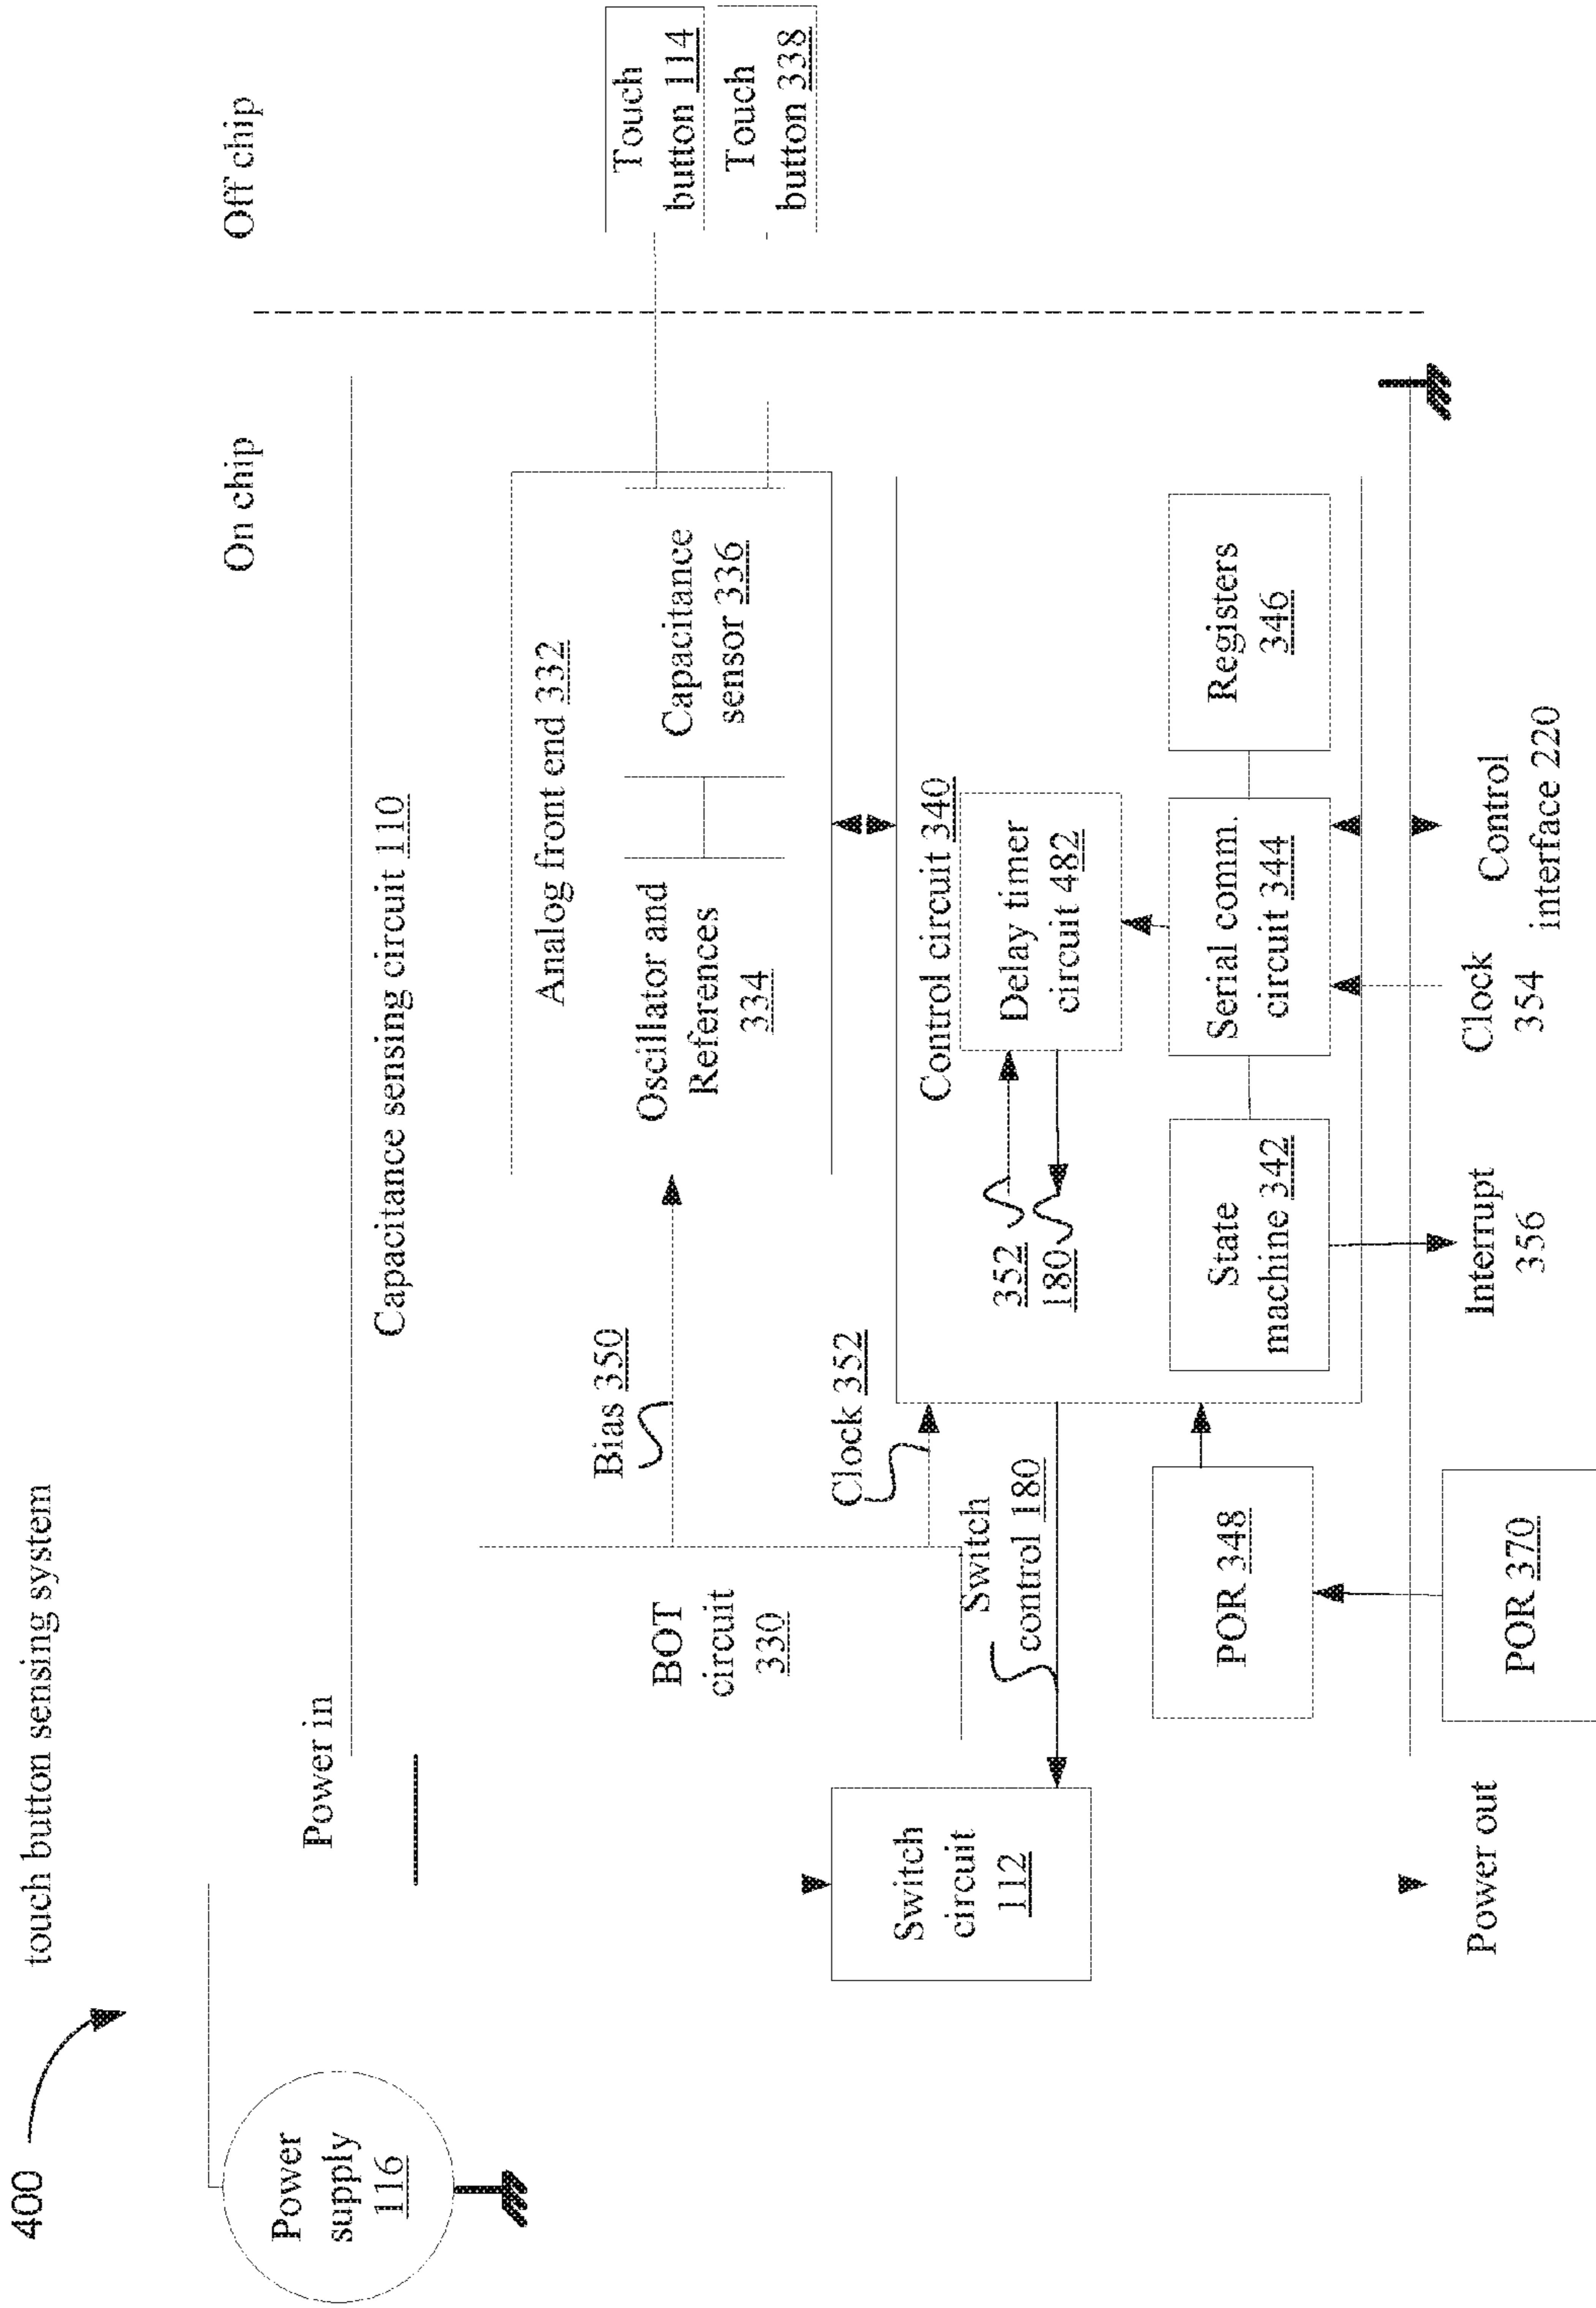 400
touch button sensing system
Power
supply
116
Power in
On chip
Off chip
Capacitance sensing circuit 110
Analog front end 332
Bias 350
BOT
circuit
330
Oscillator and
References
334
Capacitance
sensor 336
Touch
button 114
Touch
button 338
Clock 352
Switch
control 180
Switch
circuit
112
Control circuit 340
352
180
Delay timer
circuit 482
State
machine 342
Serial comm.
circuit 344
Registers
346
POR 348
POR 370
Power out
Interrupt
356
Clock
354
Control
interface 220